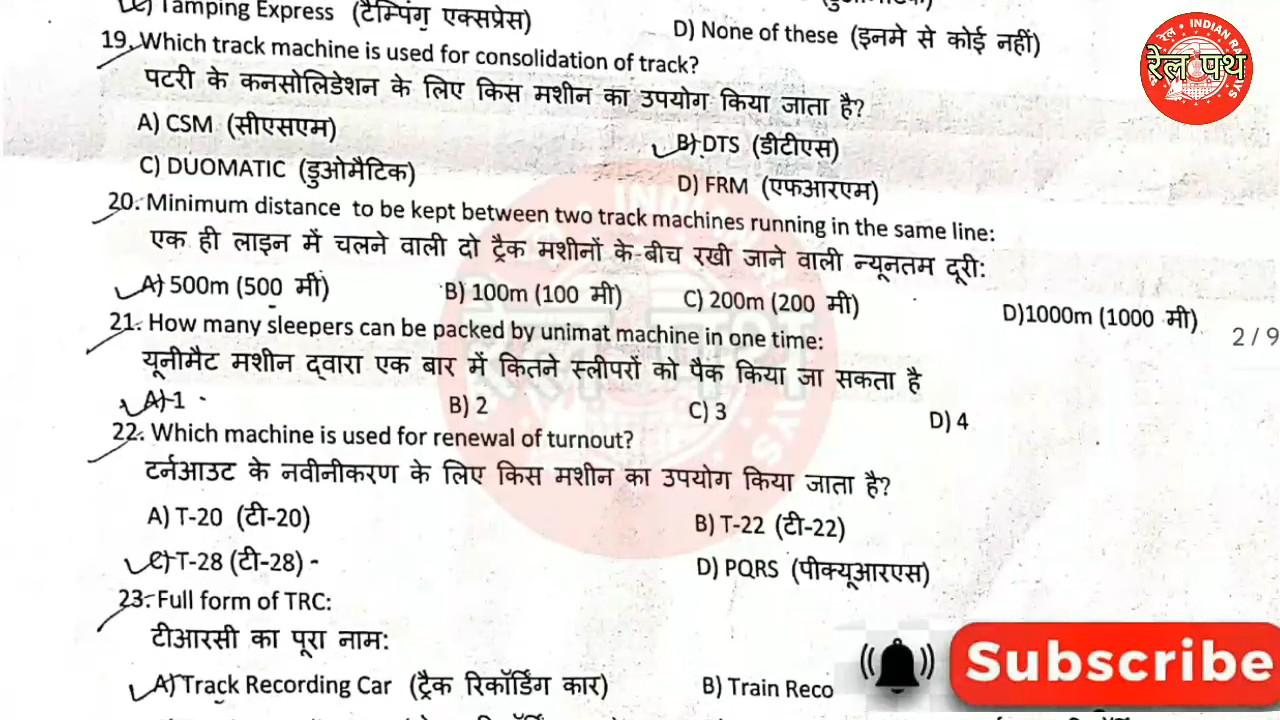 C) Tamping Express (टैम्पिंग एक्सप्रेस)
D) None of these (इनमे से कोई नहीं)
19. Which track machine is used for consolidation of track?
पटरी के कनसोलिडेशन के लिए किस मशीन का उपयोग किया जाता है?
A) CSM (सीएसएम)
B) DTS (डीटीएस)
C) DUOMATIC (डुओमैटिक)
D) FRM (एफआरएम)
20. Minimum distance to be kept between two track machines running in the same line:
एक ही लाइन में चलने वाली दो ट्रैक मशीनों के बीच रखी जाने वाली न्यूनतम दूरी:
A) 500m (500 मी) B) 100m (100 मी) C) 200m (200 मी) D)1000m (1000 मी)
21. How many sleepers can be packed by unimat machine in one time:
यूनीमैट मशीन द्वारा एक बार में कितने स्लीपरों को पैक किया जा सकता है
A) 1 B) 2 C) 3 D) 4
22. Which machine is used for renewal of turnout?
टर्नआउट के नवीनीकरण के लिए किस मशीन का उपयोग किया जाता है?
A) T-20 (टी-20) B) T-22 (टी-22)
C) T-28 (टी-28) D) PQRS (पीक्यूआरएस)
23. Full form of TRC:
टीआरसी का पूरा नाम:
A) Track Recording Car (ट्रैक रिकॉर्डिंग कार) B) Train Reco
2 / 9
INDIAN RA
YS
रेल
रेल पथ
Subscribe